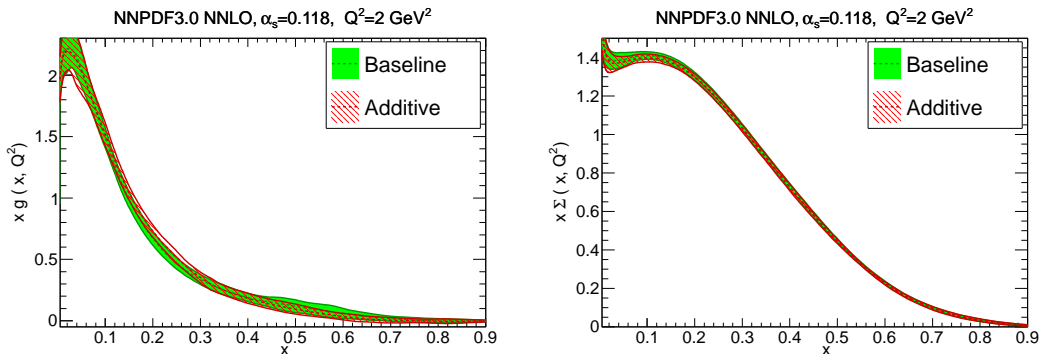 NNPDF3.0 NNLO, αs=0.118, Q²=2 GeV²
x g ( x, Q²)
2
1.5
1
0.5
0
Baseline
Additive
0.1 0.2 0.3 0.4 0.5 0.6 0.7 0.8 0.9
x
NNPDF3.0 NNLO, αs=0.118, Q²=2 GeV²
x Σ ( x, Q²)
1.4
1.2
1
0.8
0.6
0.4
0.2
0
Baseline
Additive
0.1 0.2 0.3 0.4 0.5 0.6 0.7 0.8 0.9
x